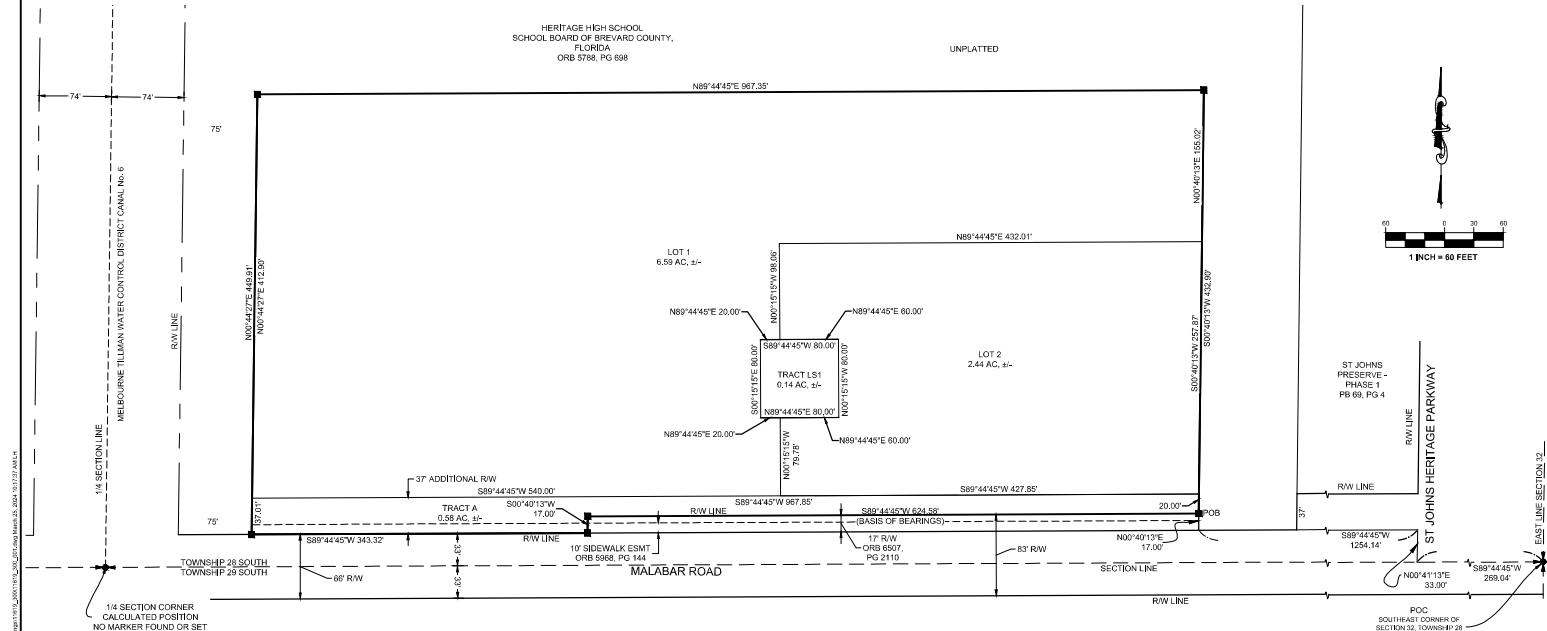 HERITAGE HIGH SCHOOL
SCHOOL BOARD OF BREVARD COUNTY,
FLORIDA
ORB 5788, PG 698
UNPLATTED
N89°44'45"E 967.35'
74'
74'
75'
MELBOURNE TILLMAN WATER CONTROL DISTRICT CANAL No. 6
1/4 SECTION LINE
R/W LINE
N00°44'27"E 449.91'
N00°44'27"E 412.90'
N00°40'13"E 155.02'
60
0
30
60
1 INCH = 60 FEET
LOT 1
6.59 AC, +/-
N89°44'45"E 432.01'
N00°15'15"W 98.06'
N89°44'45"E 20.00'
N89°44'45"E 60.00'
S89°44'45"W 80.00'
S00°15'15"E 80.00'
TRACT LS1
0.14 AC, +/-
N00°15'15"W 80.00'
N89°44'45"E 80.00'
N89°44'45"E 20.00'
N89°44'45"E 60.00'
N00°15'15"W
79.78'
LOT 2
2.44 AC, +/-
S00°40'13"W 257.87'
S00°40'13"W 432.90'
ST JOHNS
PRESERVE -
PHASE 1
PB 69, PG 4
R/W LINE
ST JOHNS HERITAGE PARKWAY
EAST LINE SECTION 32
37' ADDITIONAL R/W
S89°44'45"W 540.00'
S89°44'45"W 967.85'
S89°44'45"W 427.85'
R/W LINE
37.01'
75'
TRACT A
0.58 AC, +/-
S00°40'13"W
17.00'
R/W LINE
S89°44'45"W 624.58'
(BASIS OF BEARINGS)
20.00'
POB
37'
S89°44'45"W 343.32'
R/W LINE
10' SIDEWALK ESMT
ORB 5968, PG 144
17' R/W
ORB 6507,
PG 2110
83' R/W
N00°40'13"E
17.00'
S89°44'45"W
1254.14'
TOWNSHIP 28 SOUTH
TOWNSHIP 29 SOUTH
66' R/W
33'
33'
MALABAR ROAD
SECTION LINE
N00°41'13"E
33.00'
S89°44'45"W
269.04'
R/W LINE
1/4 SECTION CORNER
CALCULATED POSITION
NO MARKER FOUND OR SET
POC
SOUTHEAST CORNER OF
SECTION 32, TOWNSHIP 28